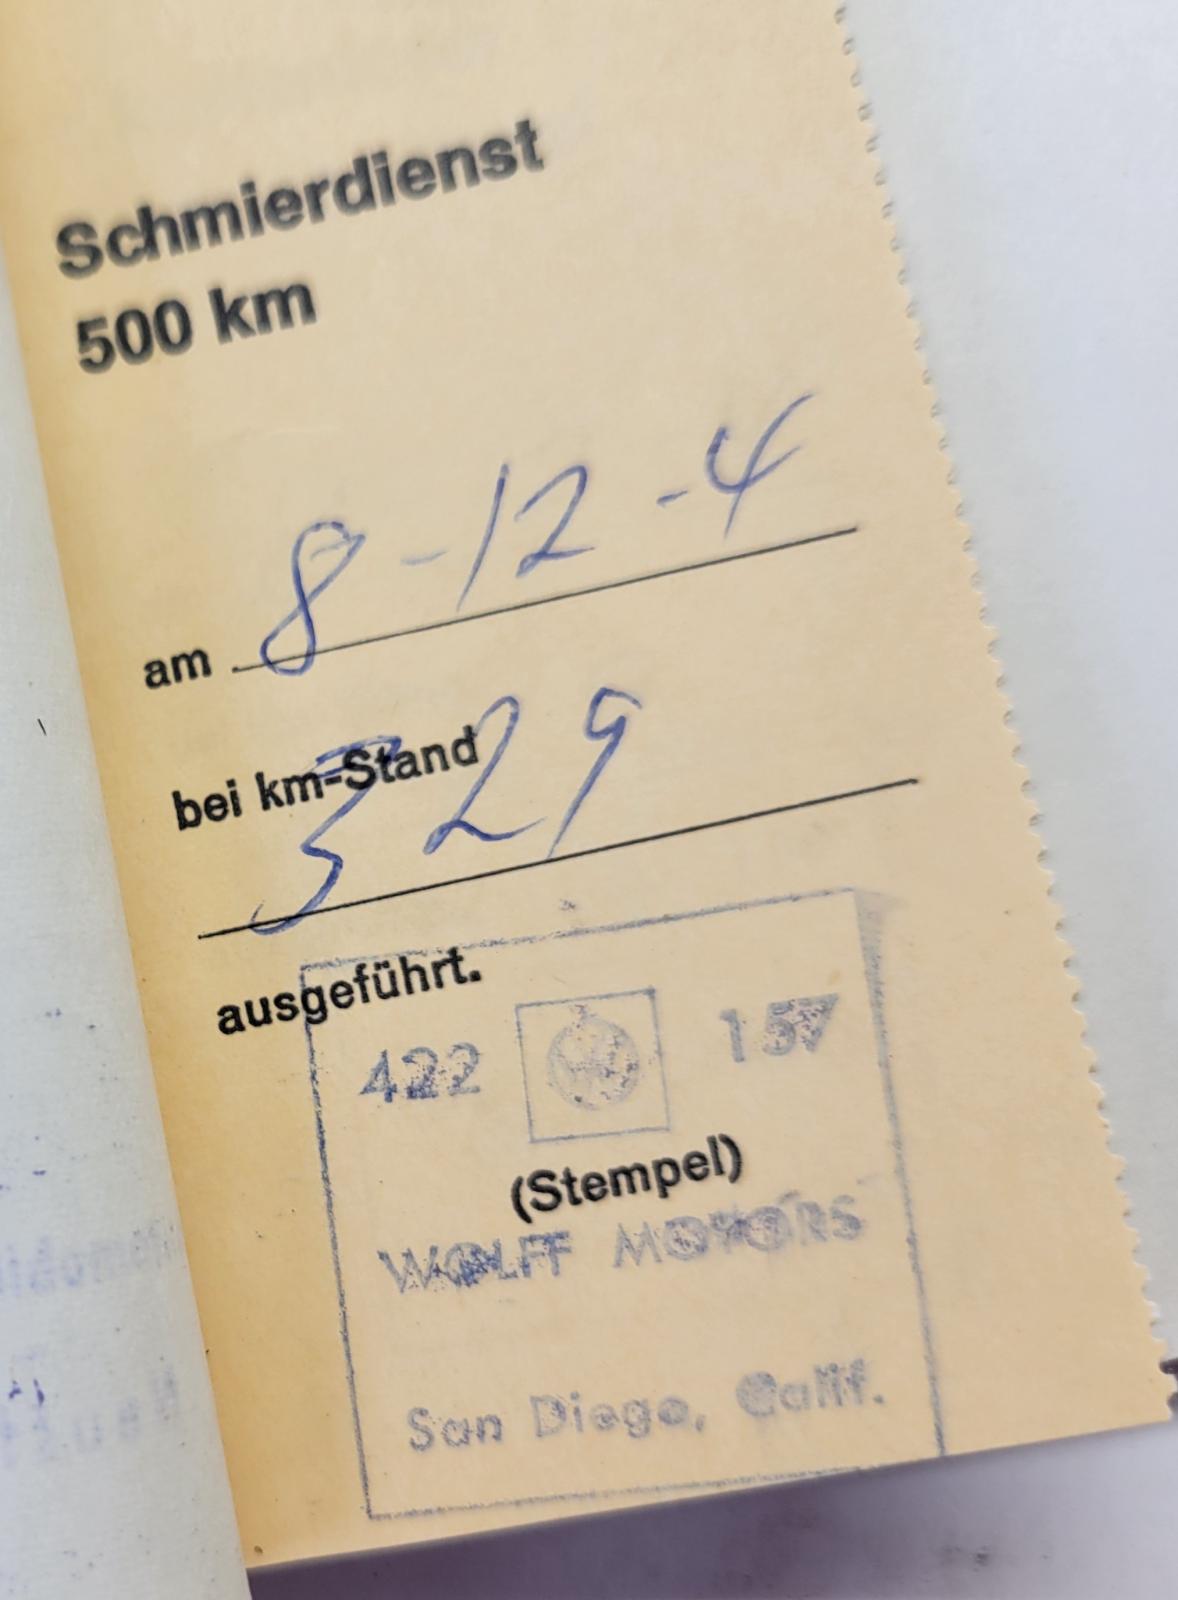 Schmierdienst
500 km
am 8-12-4
bei km-Stand
329
ausgeführt.
422 157
(Stempel)
WOLFF MOTORS
San Diego, Calif.